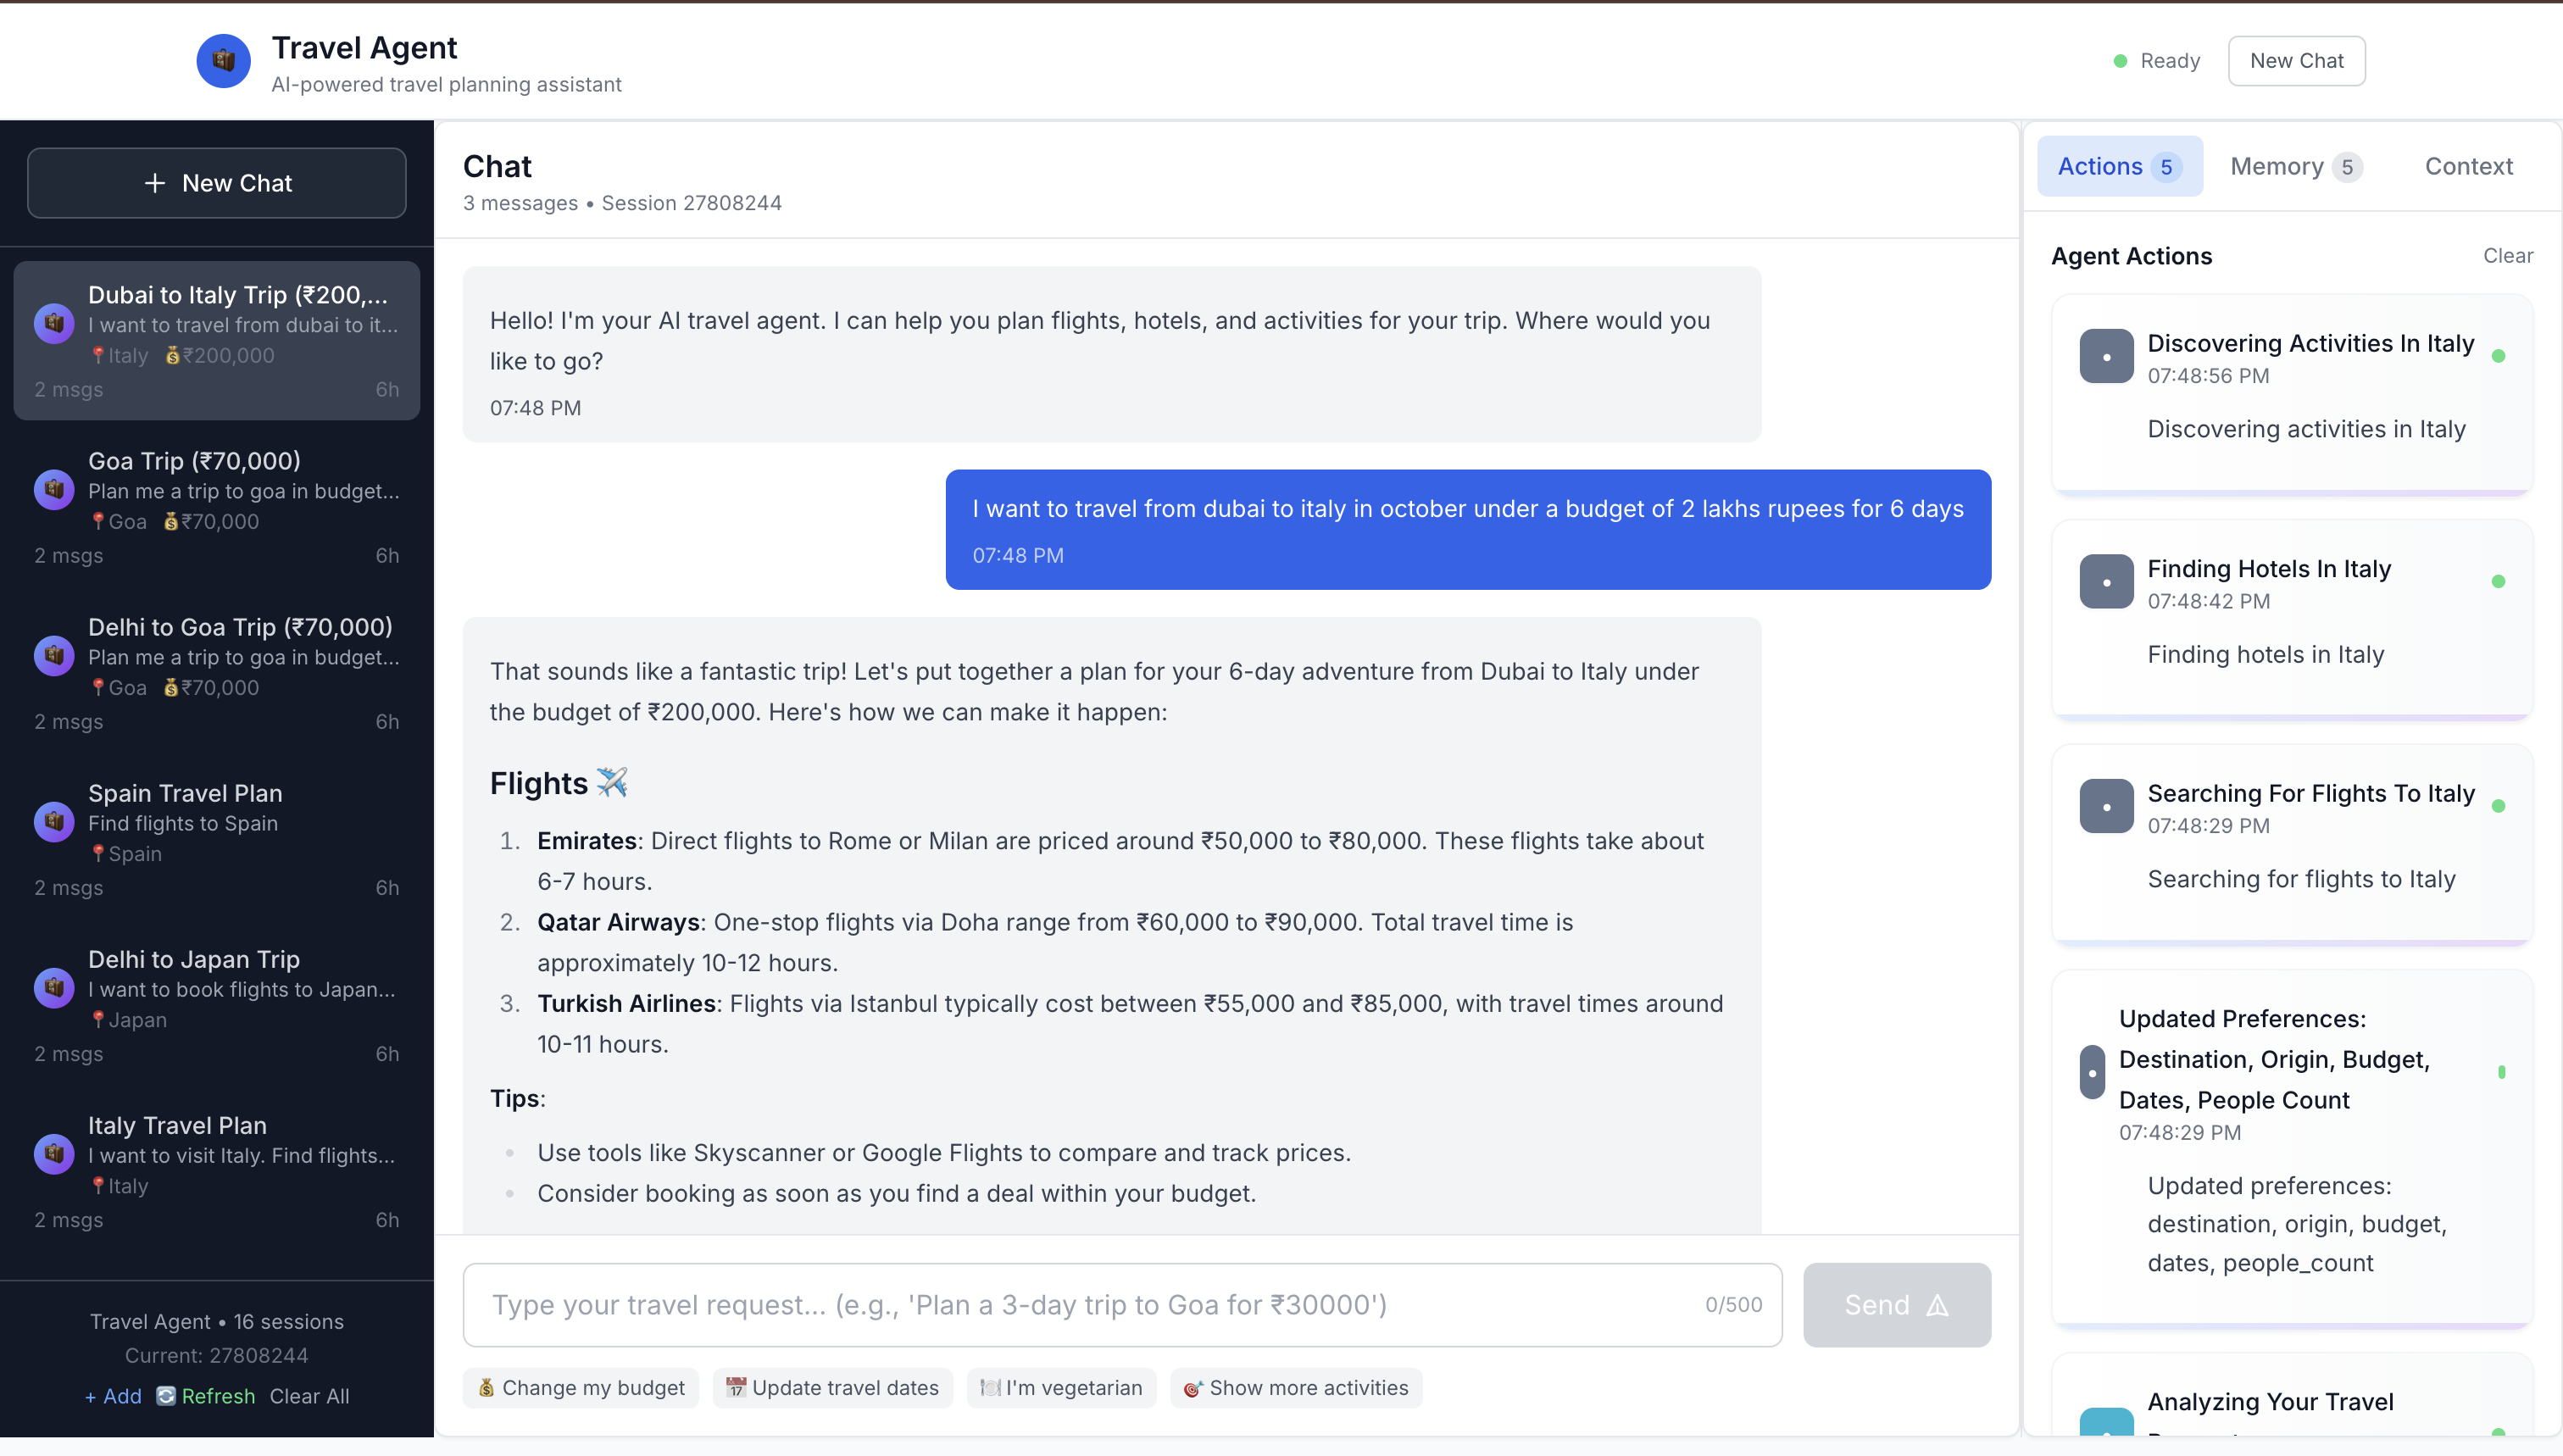 Travel Agent
AI-powered travel planning assistant
Ready
New Chat
+ New Chat
Dubai to Italy Trip (₹200,...
I want to travel from dubai to it...
📍Italy 💰₹200,000
2 msgs 6h
Goa Trip (₹70,000)
Plan me a trip to goa in budget...
📍Goa 💰₹70,000
2 msgs 6h
Delhi to Goa Trip (₹70,000)
Plan me a trip to goa in budget...
📍Goa 💰₹70,000
2 msgs 6h
Spain Travel Plan
Find flights to Spain
📍Spain
2 msgs 6h
Delhi to Japan Trip
I want to book flights to Japan...
📍Japan
2 msgs 6h
Italy Travel Plan
I want to visit Italy. Find flights...
📍Italy
2 msgs 6h
Travel Agent • 16 sessions
Current: 27808244
+ Add 🔄 Refresh Clear All
Chat
3 messages • Session 27808244
Hello! I'm your AI travel agent. I can help you plan flights, hotels, and activities for your trip. Where would you
like to go?
07:48 PM
I want to travel from dubai to italy in october under a budget of 2 lakhs rupees for 6 days
07:48 PM
That sounds like a fantastic trip! Let's put together a plan for your 6-day adventure from Dubai to Italy under
the budget of ₹200,000. Here's how we can make it happen:
Flights ✈️
1. Emirates: Direct flights to Rome or Milan are priced around ₹50,000 to ₹80,000. These flights take about
6-7 hours.
2. Qatar Airways: One-stop flights via Doha range from ₹60,000 to ₹90,000. Total travel time is
approximately 10-12 hours.
3. Turkish Airlines: Flights via Istanbul typically cost between ₹55,000 and ₹85,000, with travel times around
10-11 hours.
Tips:
• Use tools like Skyscanner or Google Flights to compare and track prices.
• Consider booking as soon as you find a deal within your budget.
Type your travel request... (e.g., 'Plan a 3-day trip to Goa for ₹30000')
0/500
Send
💰 Change my budget
📅 Update travel dates
🍽️ I'm vegetarian
🎯 Show more activities
Actions 5
Memory 5
Context
Agent Actions
Clear
Discovering Activities In Italy
07:48:56 PM
Discovering activities in Italy
Finding Hotels In Italy
07:48:42 PM
Finding hotels in Italy
Searching For Flights To Italy
07:48:29 PM
Searching for flights to Italy
Updated Preferences:
Destination, Origin, Budget,
Dates, People Count
07:48:29 PM
Updated preferences:
destination, origin, budget,
dates, people_count
Analyzing Your Travel